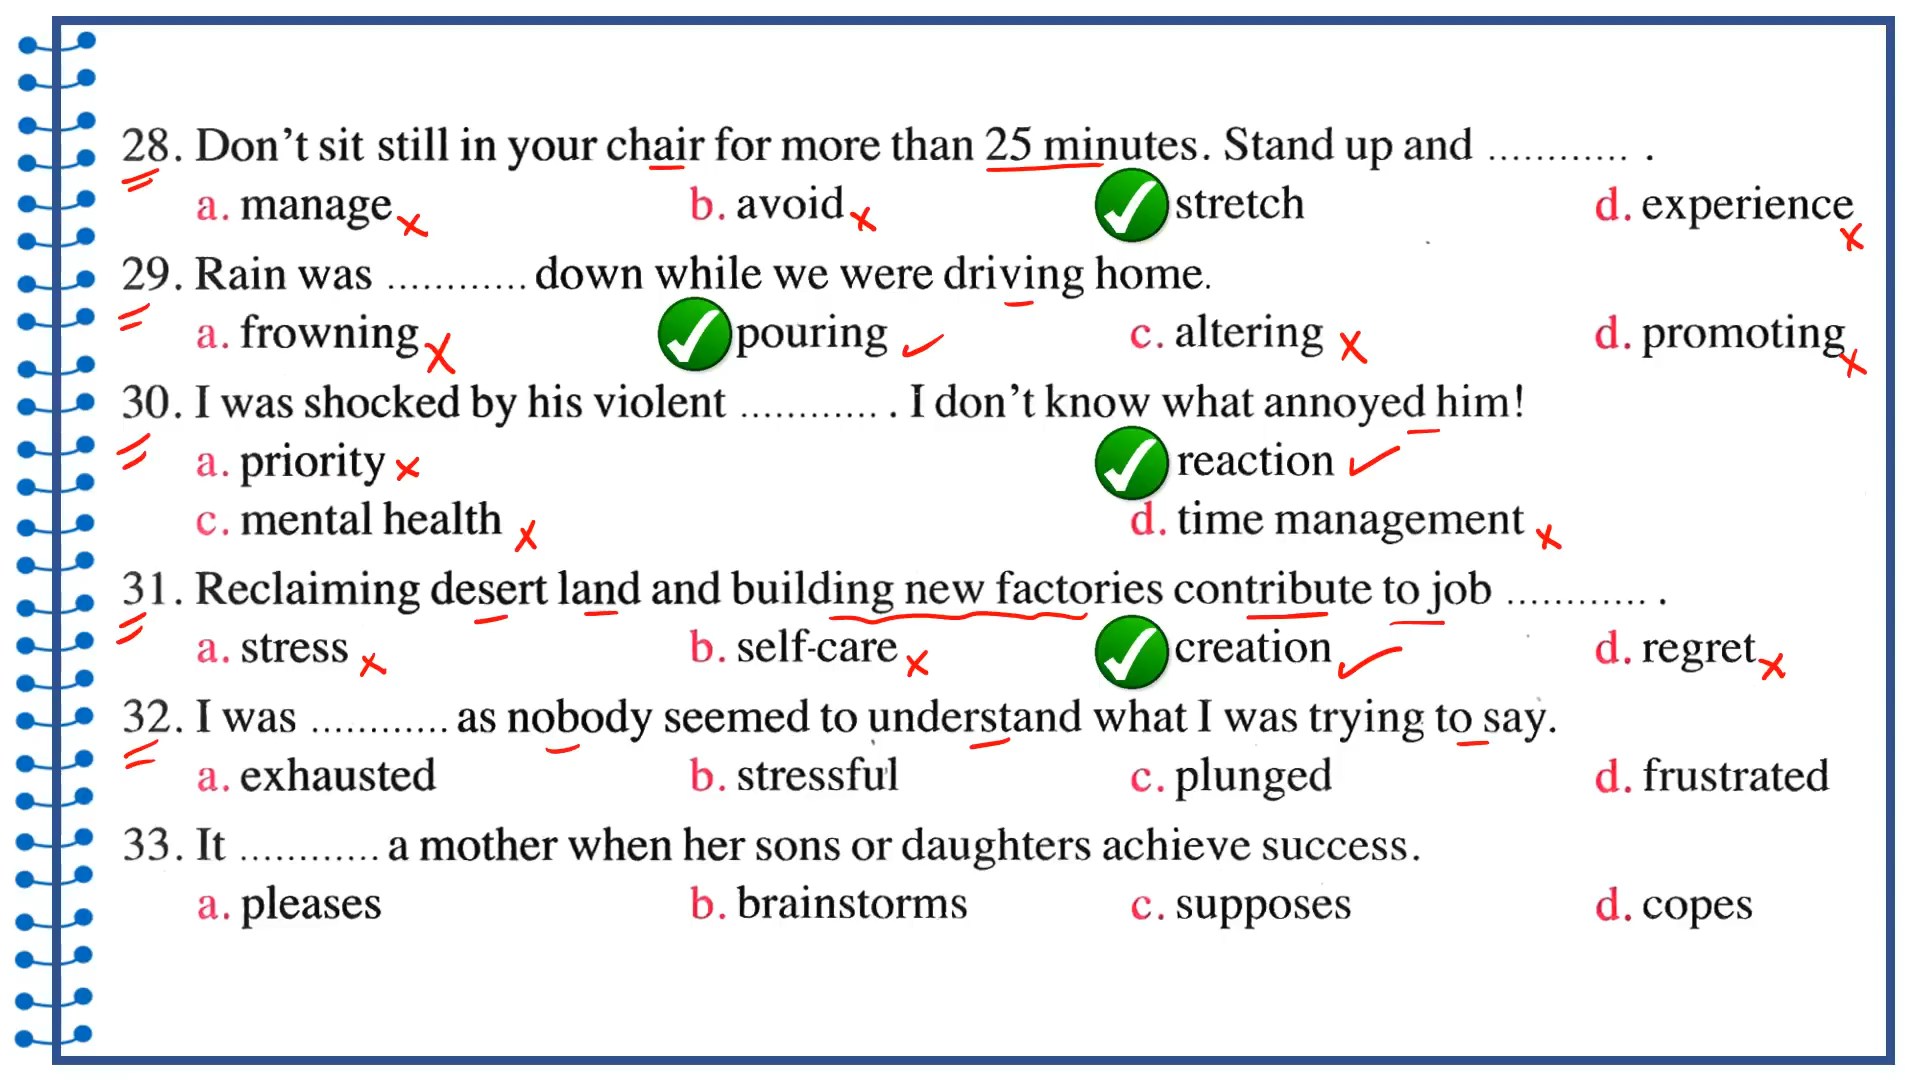 28. Don't sit still in your chair for more than 25 minutes. Stand up and ............ .
a. manage b. avoid stretch d. experience
29. Rain was ............ down while we were driving home.
a. frowning pouring c. altering d. promoting
30. I was shocked by his violent ............ . I don't know what annoyed him!
a. priority reaction
c. mental health d. time management
31. Reclaiming desert land and building new factories contribute to job ............ .
a. stress b. self-care creation d. regret
32. I was ............ as nobody seemed to understand what I was trying to say.
a. exhausted b. stressful c. plunged d. frustrated
33. It ............ a mother when her sons or daughters achieve success.
a. pleases b. brainstorms c. supposes d. copes